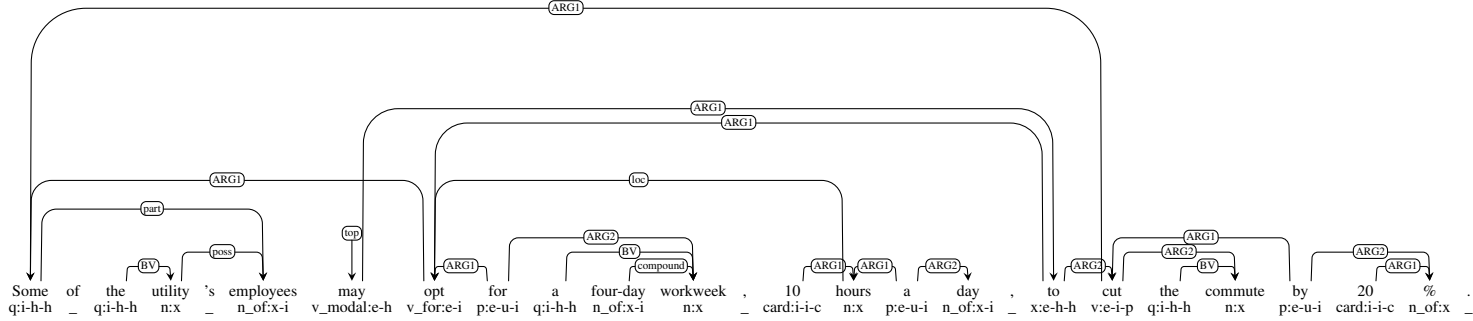 ARG1
ARG1
ARG1
ARG1 loc
part
top ARG2 ARG1
poss BV ARG2 ARG2
BV ARG1 compound ARG1 ARG1 ARG2 ARG2 BV ARG1
Some of the utility 's employees may opt for a four-day workweek , 10 hours a day , to cut the commute by 20 % .
q:i-h-h _ q:i-h-h n:x _ n_of:x-i v_modal:e-h v_for:e-i p:e-u-i q:i-h-h n_of:x-i n:x _ card:i-i-c n:x p:e-u-i n_of:x-i _ x:e-h-h v:e-i-p q:i-h-h n:x p:e-u-i card:i-i-c n_of:x _